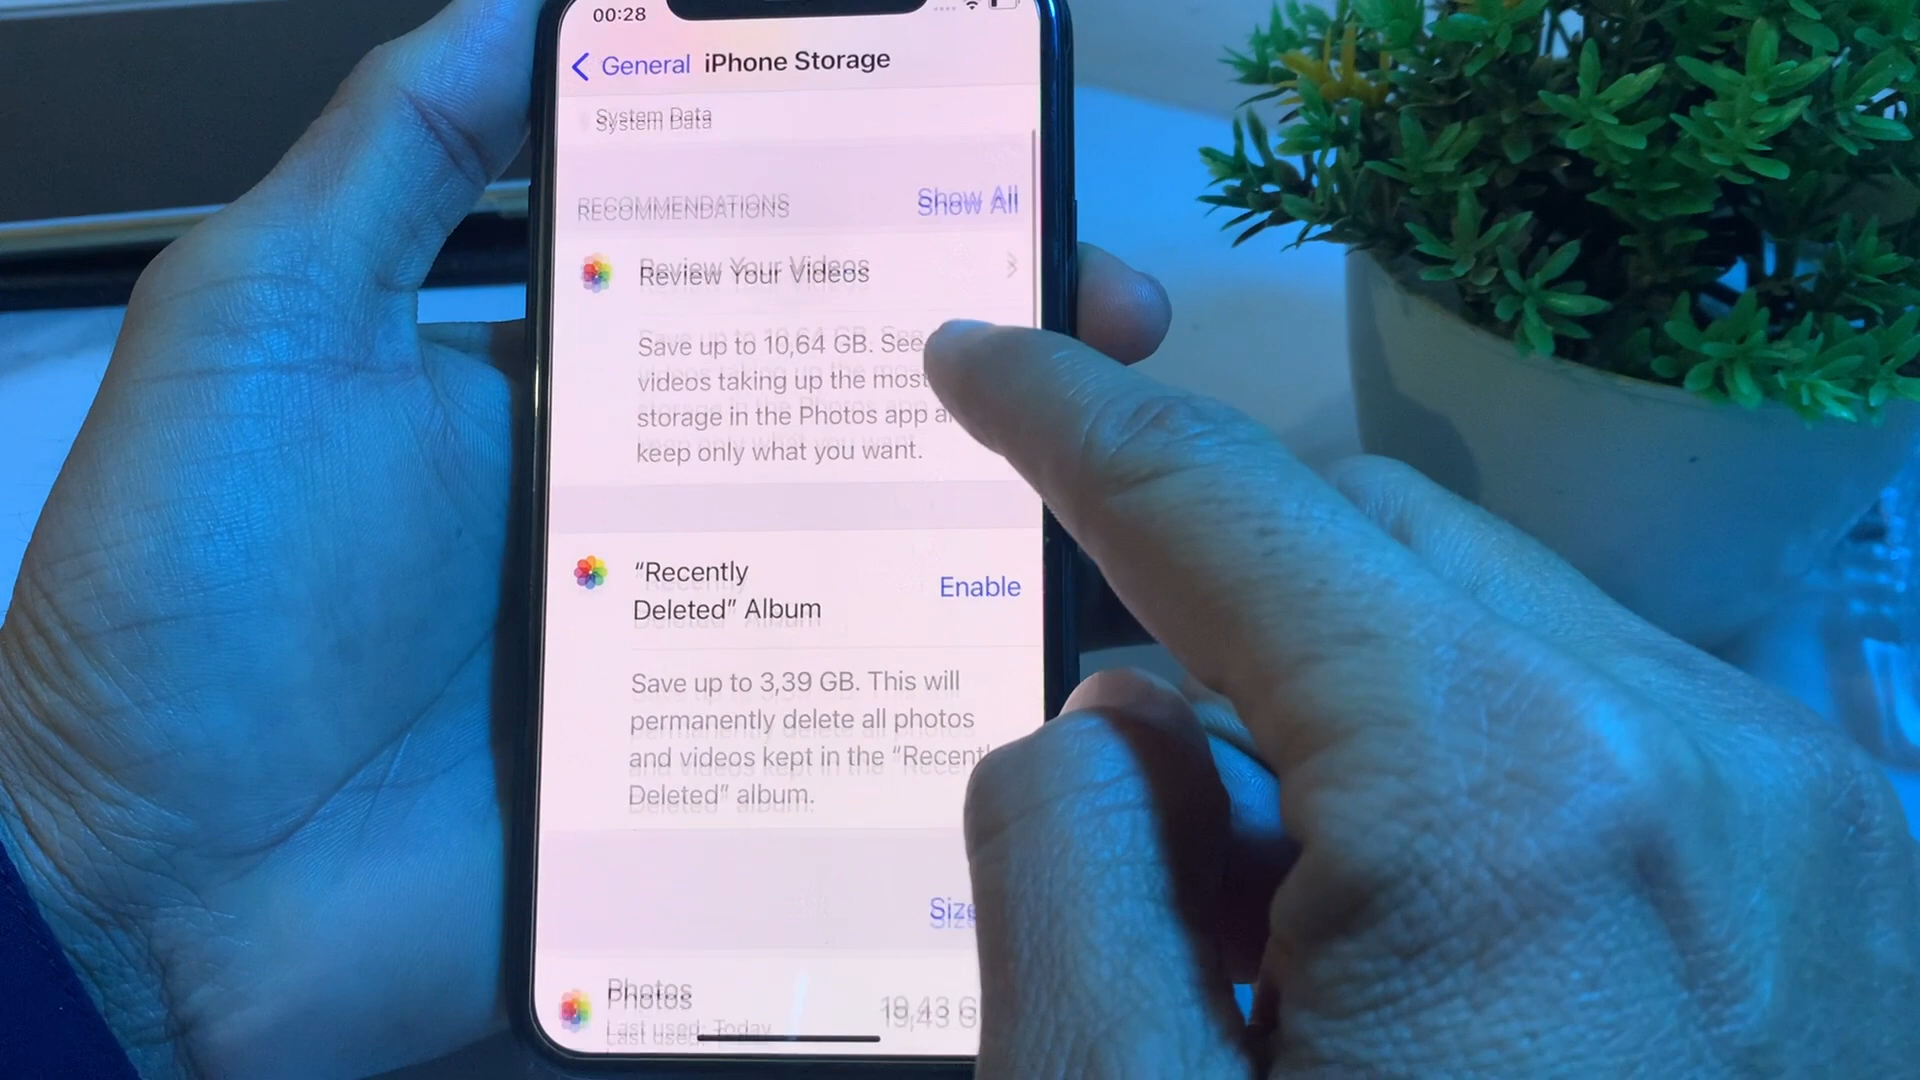 00:28
General iPhone Storage
System Data
RECOMMENDATIONS Show All
Review Your Videos
Save up to 10,64 GB. See
videos taking up the most
storage in the Photos app
keep only what you want.
“Recently
Deleted” Album
Enable
Save up to 3,39 GB. This will
permanently delete all photos
and videos kept in the “Recent
Deleted” album.
Size
Photos
19,43 G
Last used: Today